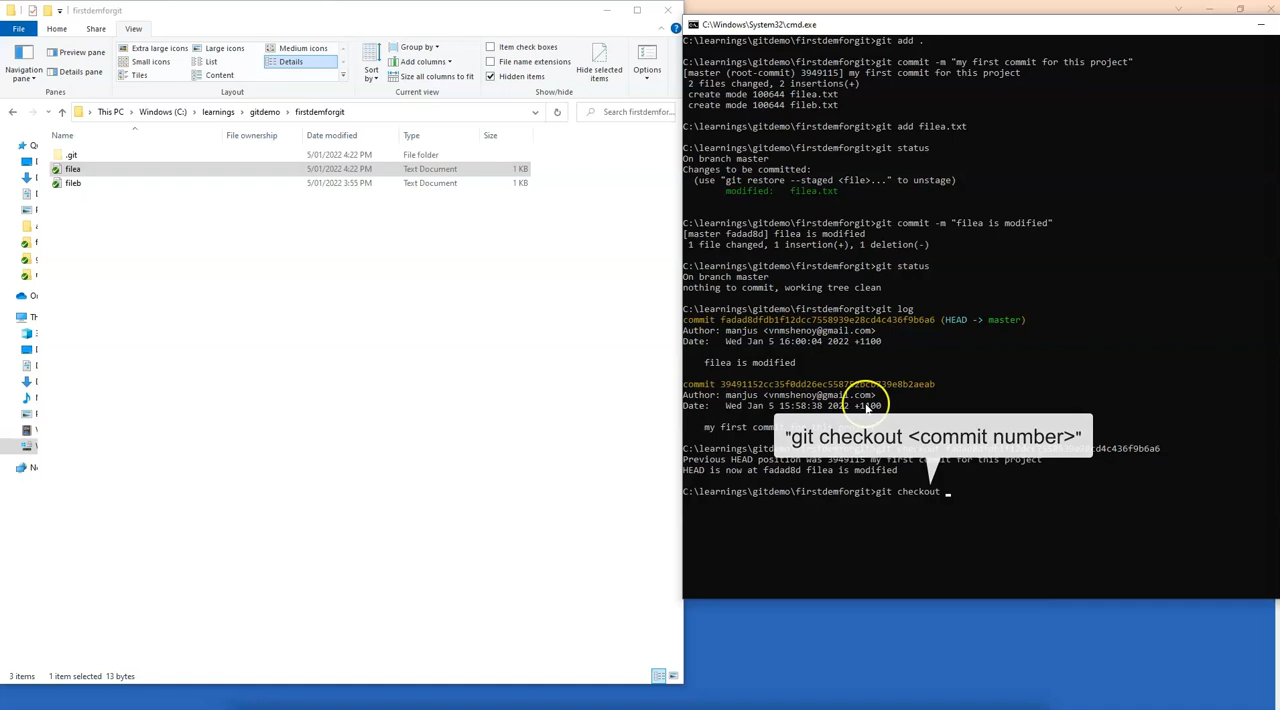 firstdemforgit
File Home Share View
Navigation pane Preview pane Details pane Panes
Extra large icons Large icons Medium icons
Small icons List Details
Tiles Content
Layout
Sort by Group by Add columns Size all columns to fit
Current view
Item check boxes File name extensions Hidden items
Hide selected items Options
Show/hide
This PC Windows (C:) learnings gitdemo firstdemforgit Search firstdemfor...
Name File ownership Date modified Type Size
.git 5/01/2022 4:22 PM File folder
filea 5/01/2022 4:22 PM Text Document 1 KB
fileb 5/01/2022 3:55 PM Text Document 1 KB
3 items 1 item selected 13 bytes
C:\Windows\System32\cmd.exe
C:\learnings\gitdemo\firstdemforgit>git add .
C:\learnings\gitdemo\firstdemforgit>git commit -m "my first commit for this project"
[master (root-commit) 3949115] my first commit for this project
2 files changed, 2 insertions(+)
create mode 100644 filea.txt
create mode 100644 fileb.txt
C:\learnings\gitdemo\firstdemforgit>git add filea.txt
C:\learnings\gitdemo\firstdemforgit>git status
On branch master
Changes to be committed:
(use "git restore --staged <file>..." to unstage)
modified: filea.txt
C:\learnings\gitdemo\firstdemforgit>git commit -m "filea is modified"
[master fadad8d] filea is modified
1 file changed, 1 insertion(+), 1 deletion(-)
C:\learnings\gitdemo\firstdemforgit>git status
On branch master
nothing to commit, working tree clean
C:\learnings\gitdemo\firstdemforgit>git log
commit fadad8dfdb1f12dcc7558939e28cd4c436f9b6a6 (HEAD -> master)
Author: manjus <vnmshenoy@gmail.com>
Date: Wed Jan 5 16:00:04 2022 +1100
filea is modified
commit
Author: manjus <vnmshenoy@gmail.com>
Date: Wed Jan 5 15:58:38 2022 +1100
my first
"git checkout <commit number>"
Previous HEAD position was 3949115 my first commit for this project
HEAD is now at fadad8d filea is modified
C:\learnings\gitdemo\firstdemforgit>git checkout